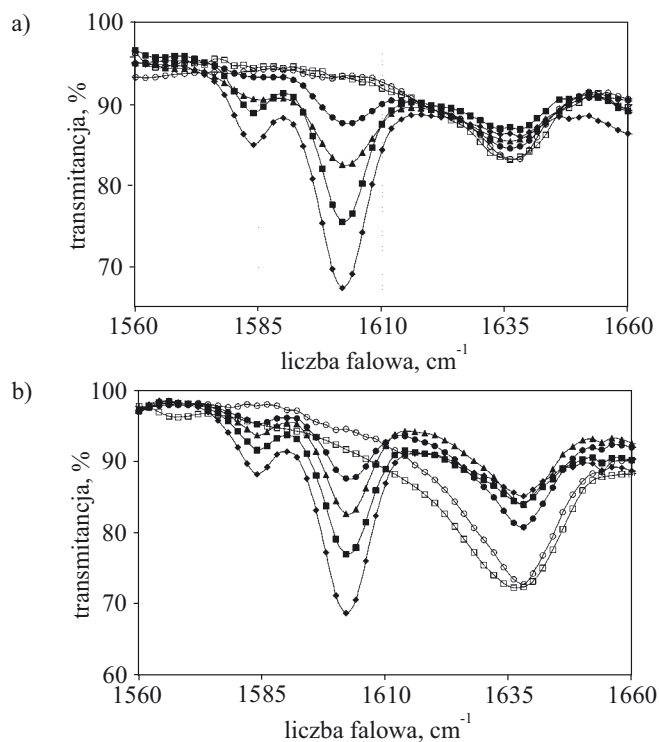 a)
100
90
80
70
transmitancja, %
1560 1585 1610 1635 1660
liczba falowa, cm⁻¹
b)
100
90
80
70
60
transmitancja, %
1560 1585 1610 1635 1660
liczba falowa, cm⁻¹